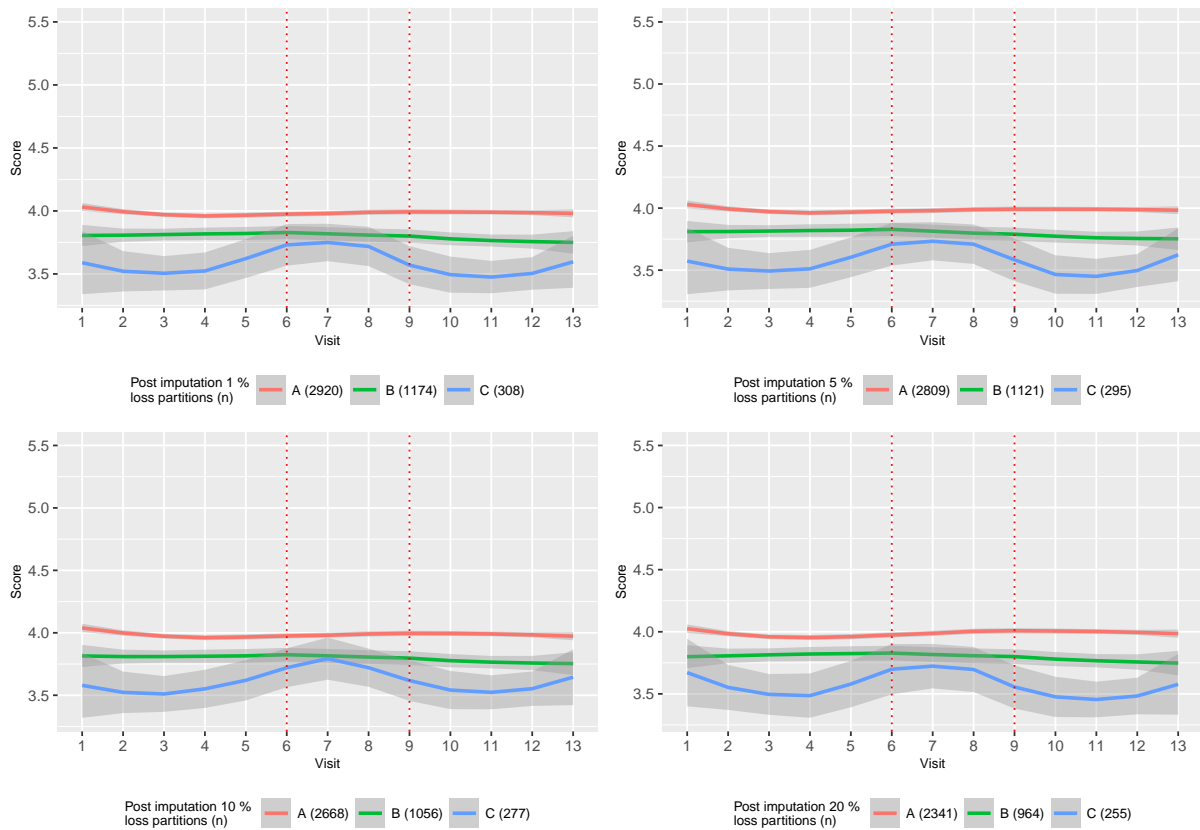 5.5
5.0
4.5
4.0
3.5
Score
1 2 3 4 5 6 7 8 9 10 11 12 13
Visit
Post imputation 1 %
loss partitions (n)
A (2920) B (1174) C (308)
5.5
5.0
4.5
4.0
3.5
Score
1 2 3 4 5 6 7 8 9 10 11 12 13
Visit
Post imputation 5 %
loss partitions (n)
A (2809) B (1121) C (295)
5.5
5.0
4.5
4.0
3.5
Score
1 2 3 4 5 6 7 8 9 10 11 12 13
Visit
Post imputation 10 %
loss partitions (n)
A (2668) B (1056) C (277)
5.5
5.0
4.5
4.0
3.5
Score
1 2 3 4 5 6 7 8 9 10 11 12 13
Visit
Post imputation 20 %
loss partitions (n)
A (2341) B (964) C (255)